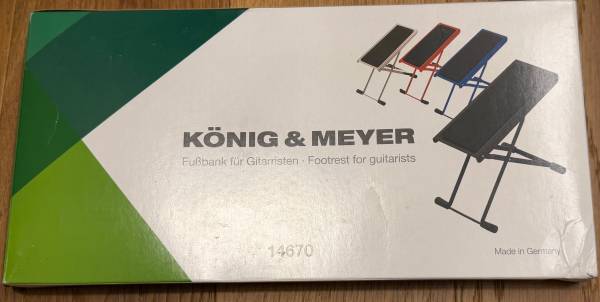 KÖNIG & MEYER
Fußbank für Gitarristen · Footrest for guitarists
14670
Made in Germany